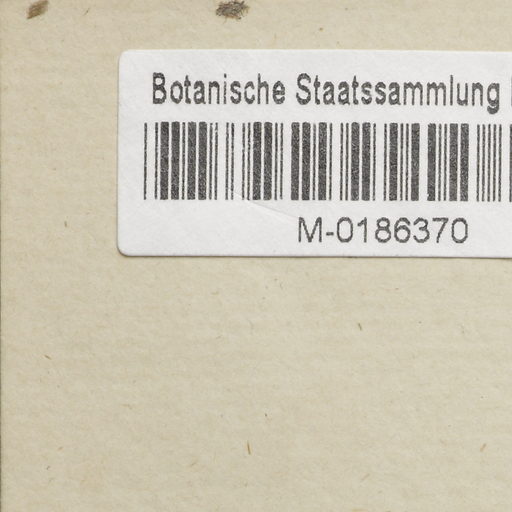 Botanische Staatssammlung
M-0186370